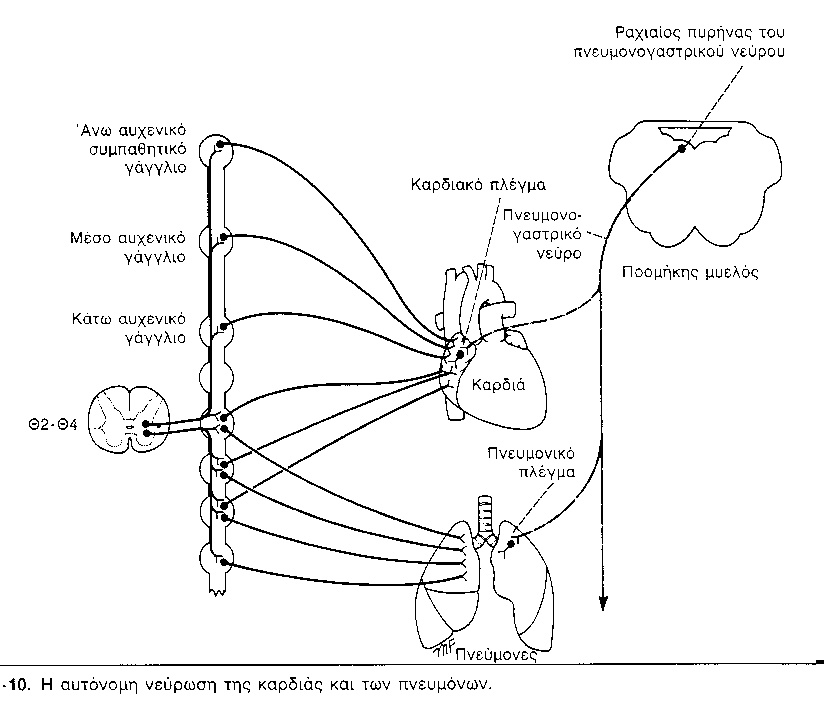 Ραχιαίος πυρήνας του
πνευμονογαστρικού νεύρου
Άνω αυχενικό
συμπαθητικό
γάγγλιο
Καρδιακό πλέγμα
Πνευμονο-
γαστρικό
νεύρο
Μέσο αυχενικό
γάγγλιο
Προμήκης μυελός
Κάτω αυχενικό
γάγγλιο
Καρδιά
Θ2-Θ4
Πνευμονικό
πλέγμα
Πνεύμονες
-10. Η αυτόνομη νεύρωση της καρδιάς και των πνευμόνων.